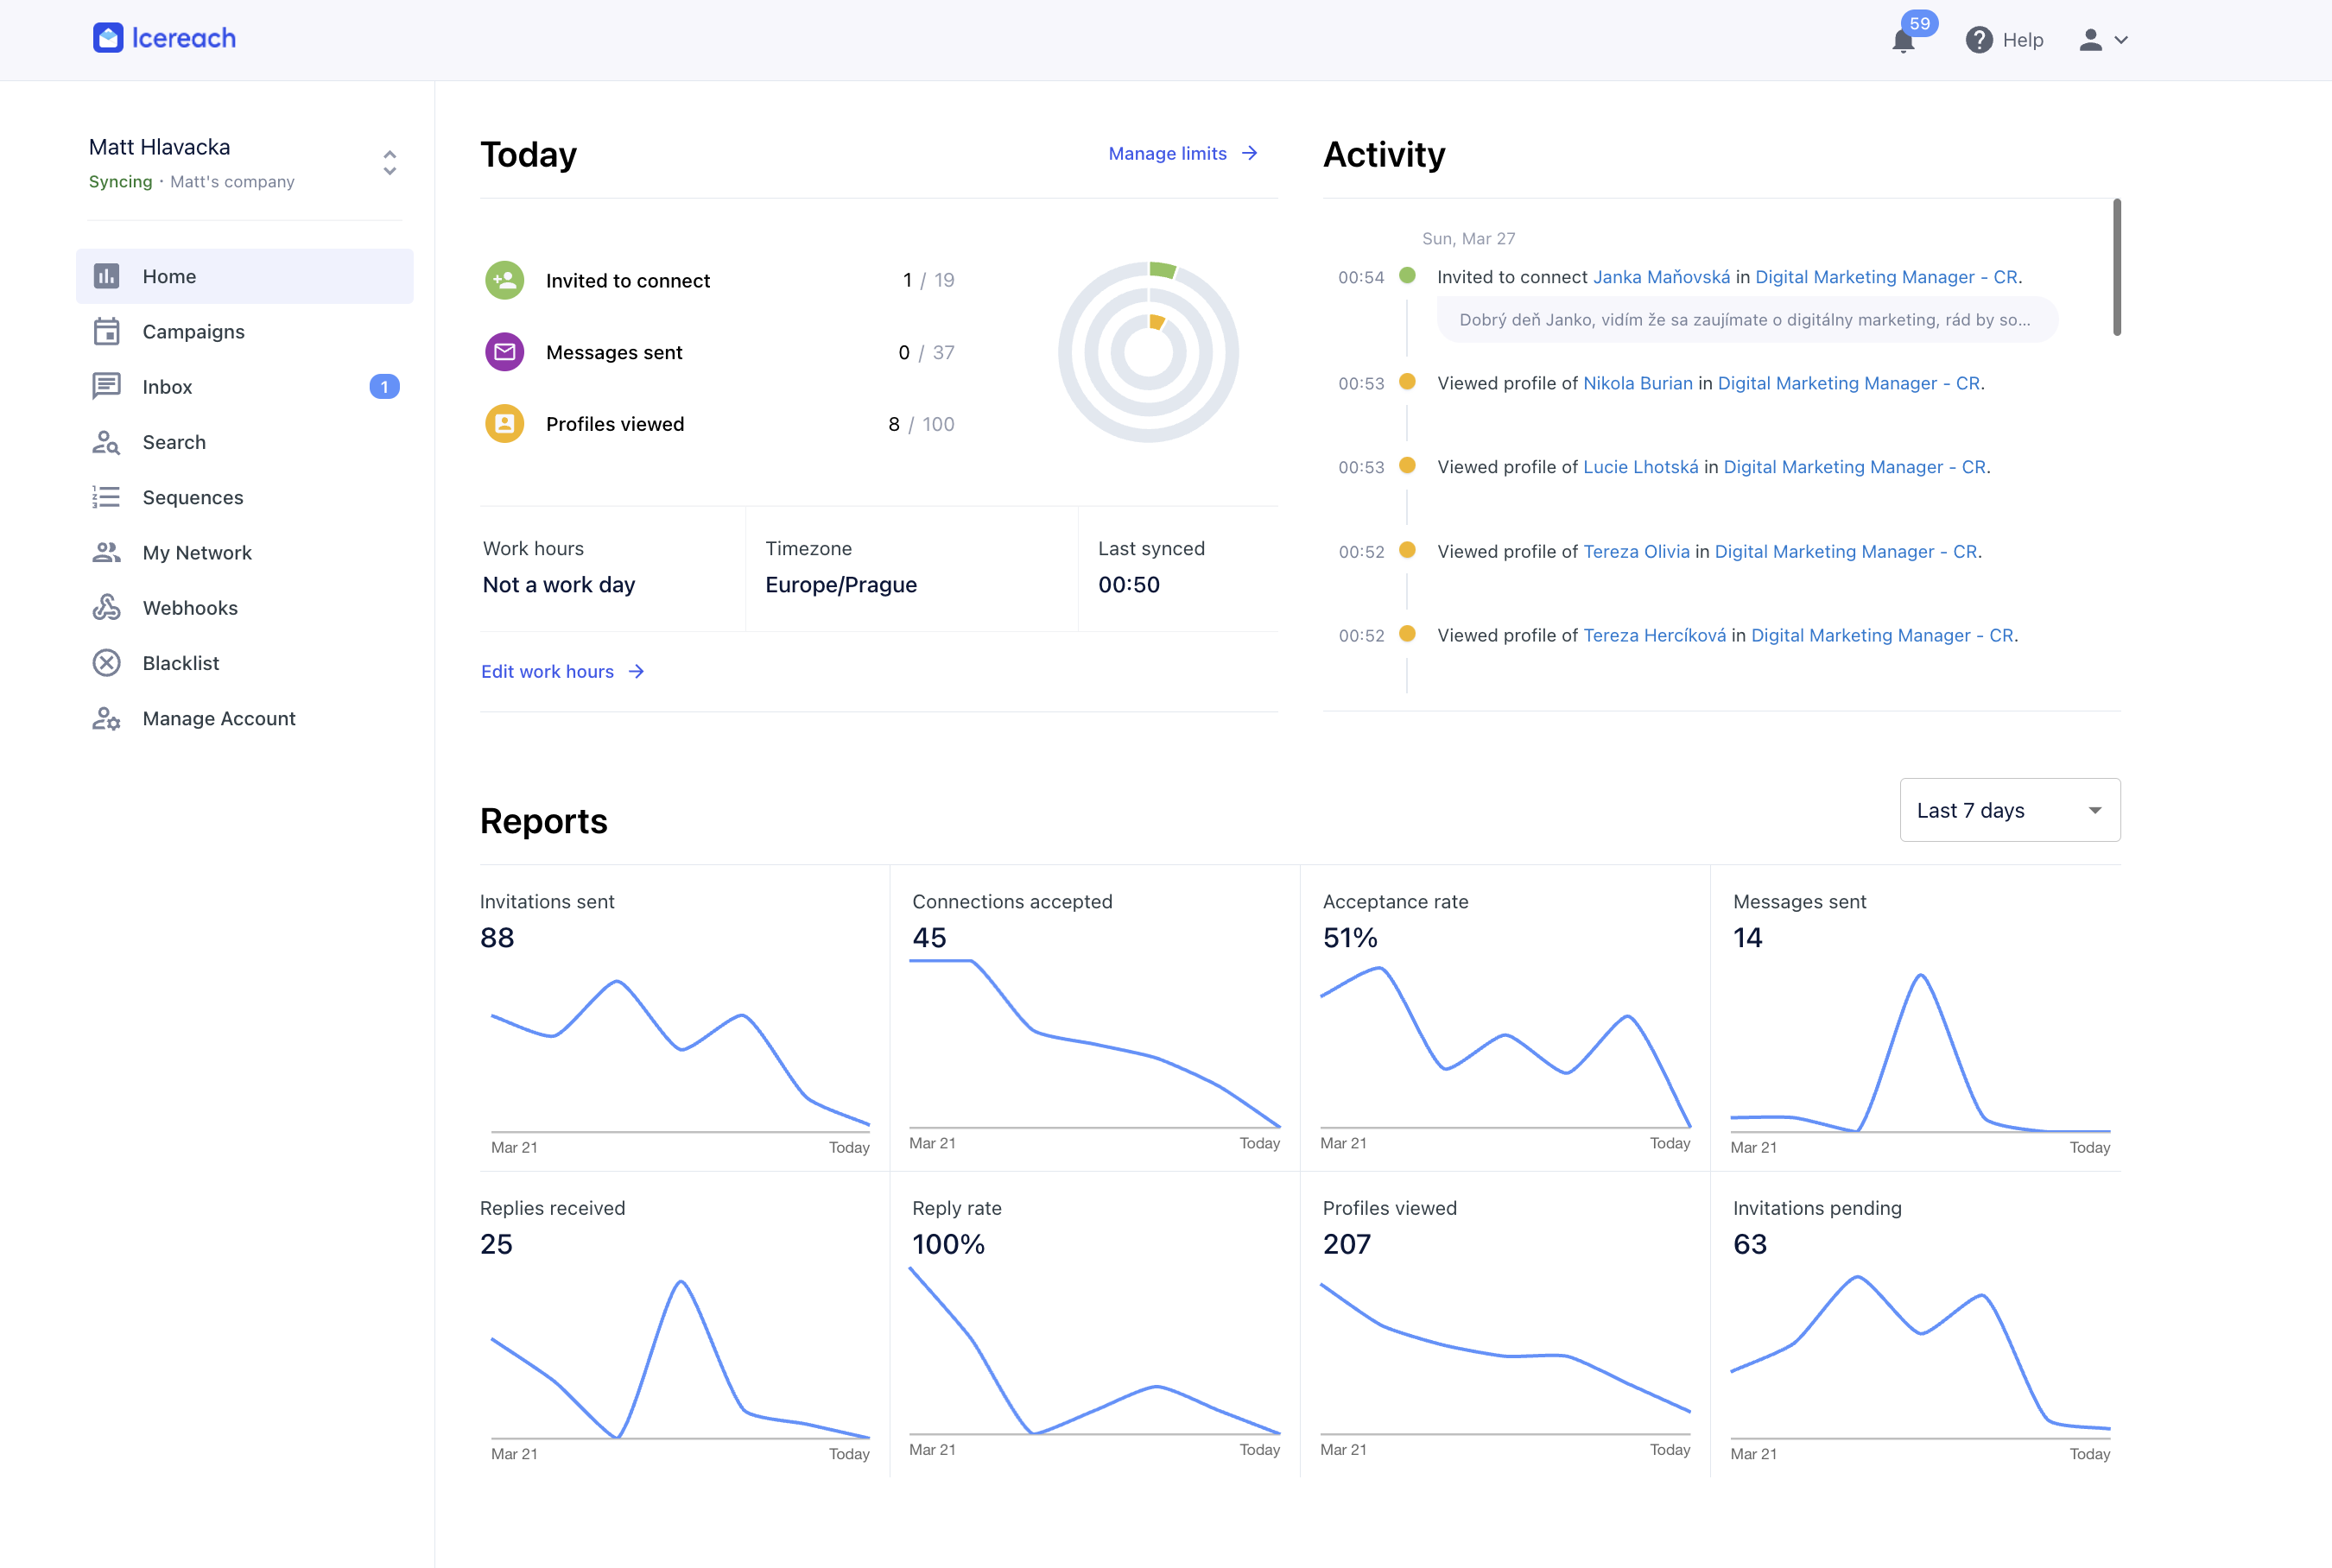 Icereach
59
Help
Matt Hlavacka
Syncing · Matt's company
Home
Campaigns
Inbox 1
Search
Sequences
My Network
Webhooks
Blacklist
Manage Account
Today
Manage limits
Invited to connect 1 / 19
Messages sent 0 / 37
Profiles viewed 8 / 100
Work hours
Not a work day
Timezone
Europe/Prague
Last synced
00:50
Edit work hours
Activity
Sun, Mar 27
00:54 Invited to connect Janka Maňovská in Digital Marketing Manager - CR.
Dobrý deň Janko, vidím že sa zaujímate o digitálny marketing, rád by so...
00:53 Viewed profile of Nikola Burian in Digital Marketing Manager - CR.
00:53 Viewed profile of Lucie Lhotská in Digital Marketing Manager - CR.
00:52 Viewed profile of Tereza Olivia in Digital Marketing Manager - CR.
00:52 Viewed profile of Tereza Hercíková in Digital Marketing Manager - CR.
Reports
Last 7 days
Invitations sent
88
Mar 21 Today
Connections accepted
45
Mar 21 Today
Acceptance rate
51%
Mar 21 Today
Messages sent
14
Mar 21 Today
Replies received
25
Mar 21 Today
Reply rate
100%
Mar 21 Today
Profiles viewed
207
Mar 21 Today
Invitations pending
63
Mar 21 Today